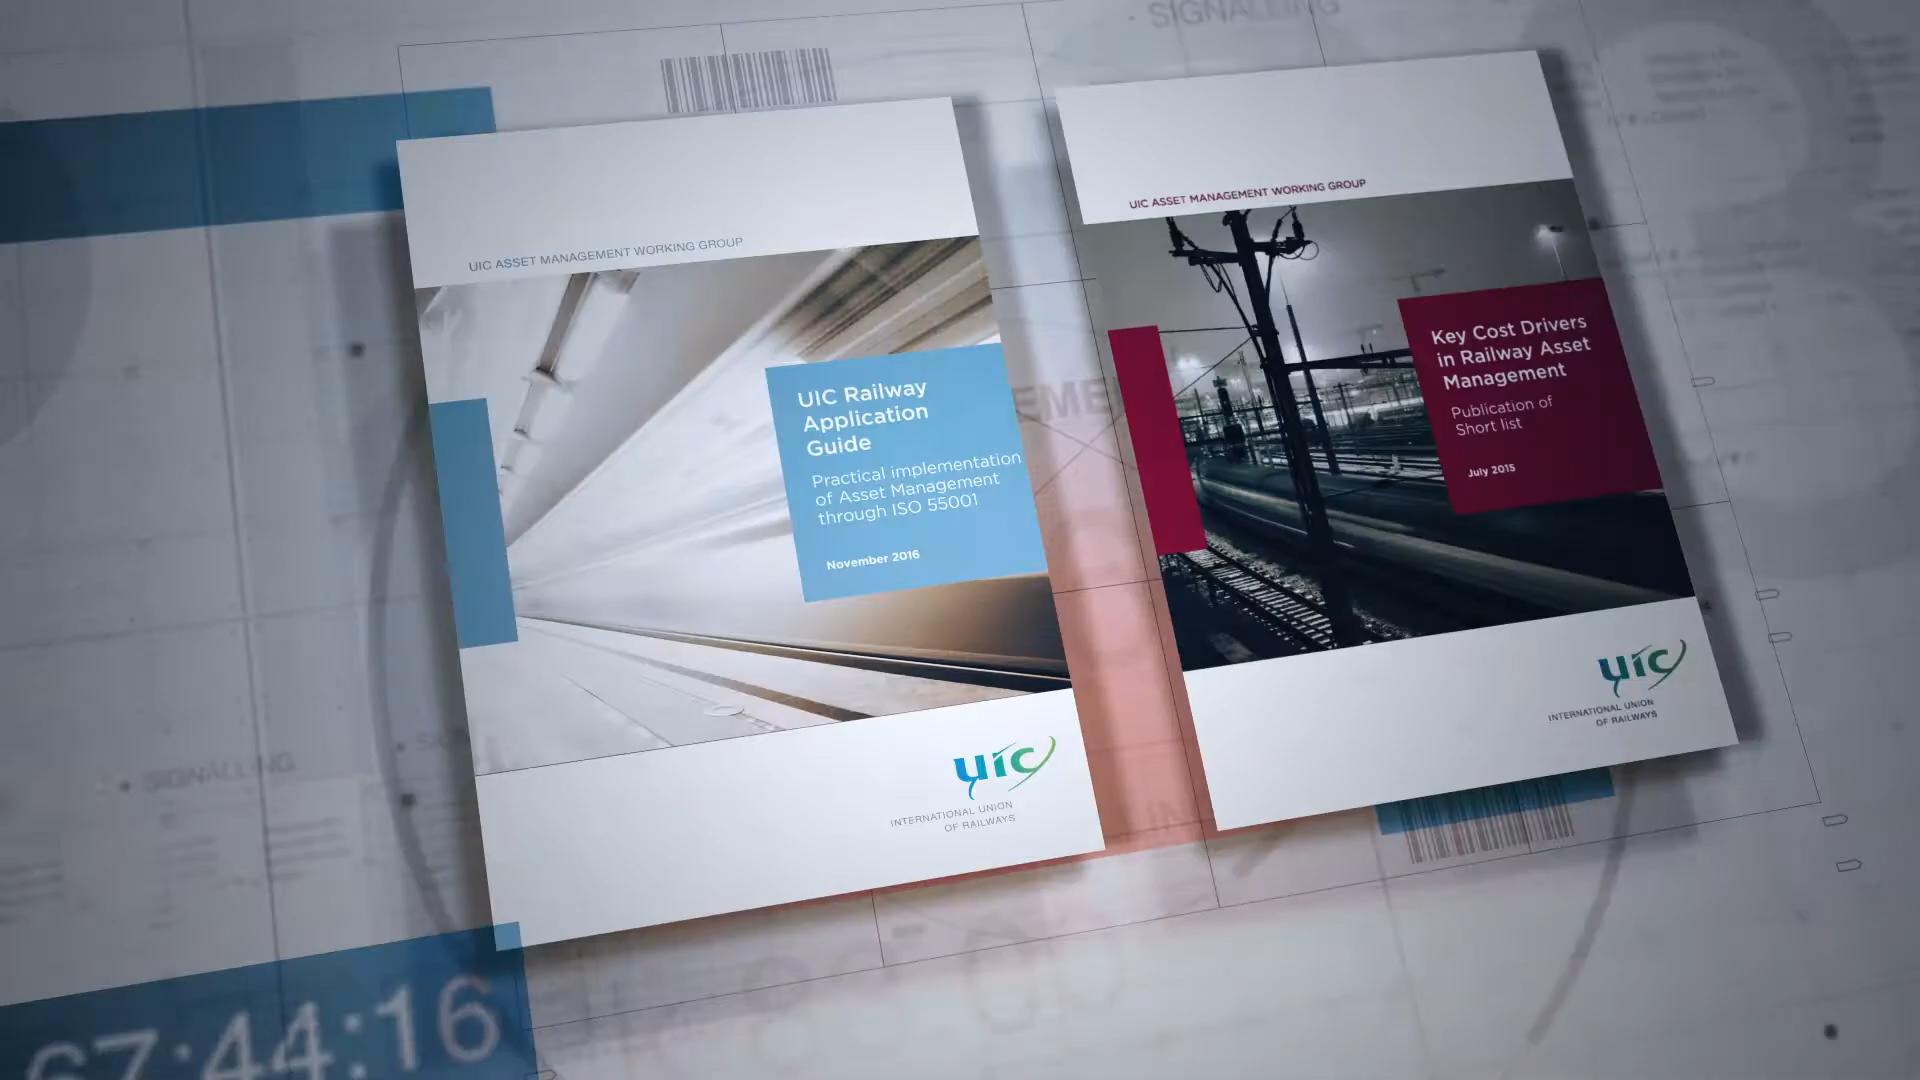 SIGNALLING
UIC ASSET MANAGEMENT WORKING GROUP
UIC Railway
Application
Guide
Practical implementation
of Asset Management
through ISO 55001
November 2016
uic
INTERNATIONAL UNION
OF RAILWAYS
UIC ASSET MANAGEMENT WORKING GROUP
Key Cost Drivers
in Railway Asset
Management
Publication of
Short list
July 2015
uic
INTERNATIONAL UNION
OF RAILWAYS
SIGNALLING
67:44:16